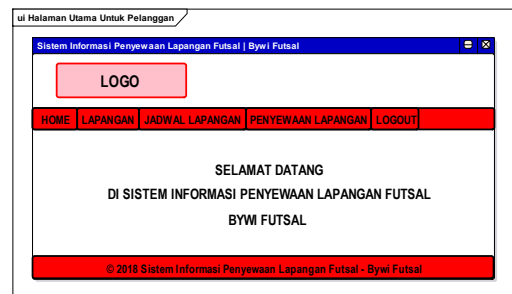 ui Halaman Utama Untuk Pelanggan
Sistem Informasi Penyewaan Lapangan Futsal | Bywi Futsal
LOGO
HOME LAPANGAN JADWAL LAPANGAN PENYEWAAN LAPANGAN LOGOUT
SELAMAT DATANG
DI SISTEM INFORMASI PENYEWAAN LAPANGAN FUTSAL
BYWI FUTSAL
© 2018 Sistem Informasi Penyewaan Lapangan Futsal - Bywi Futsal